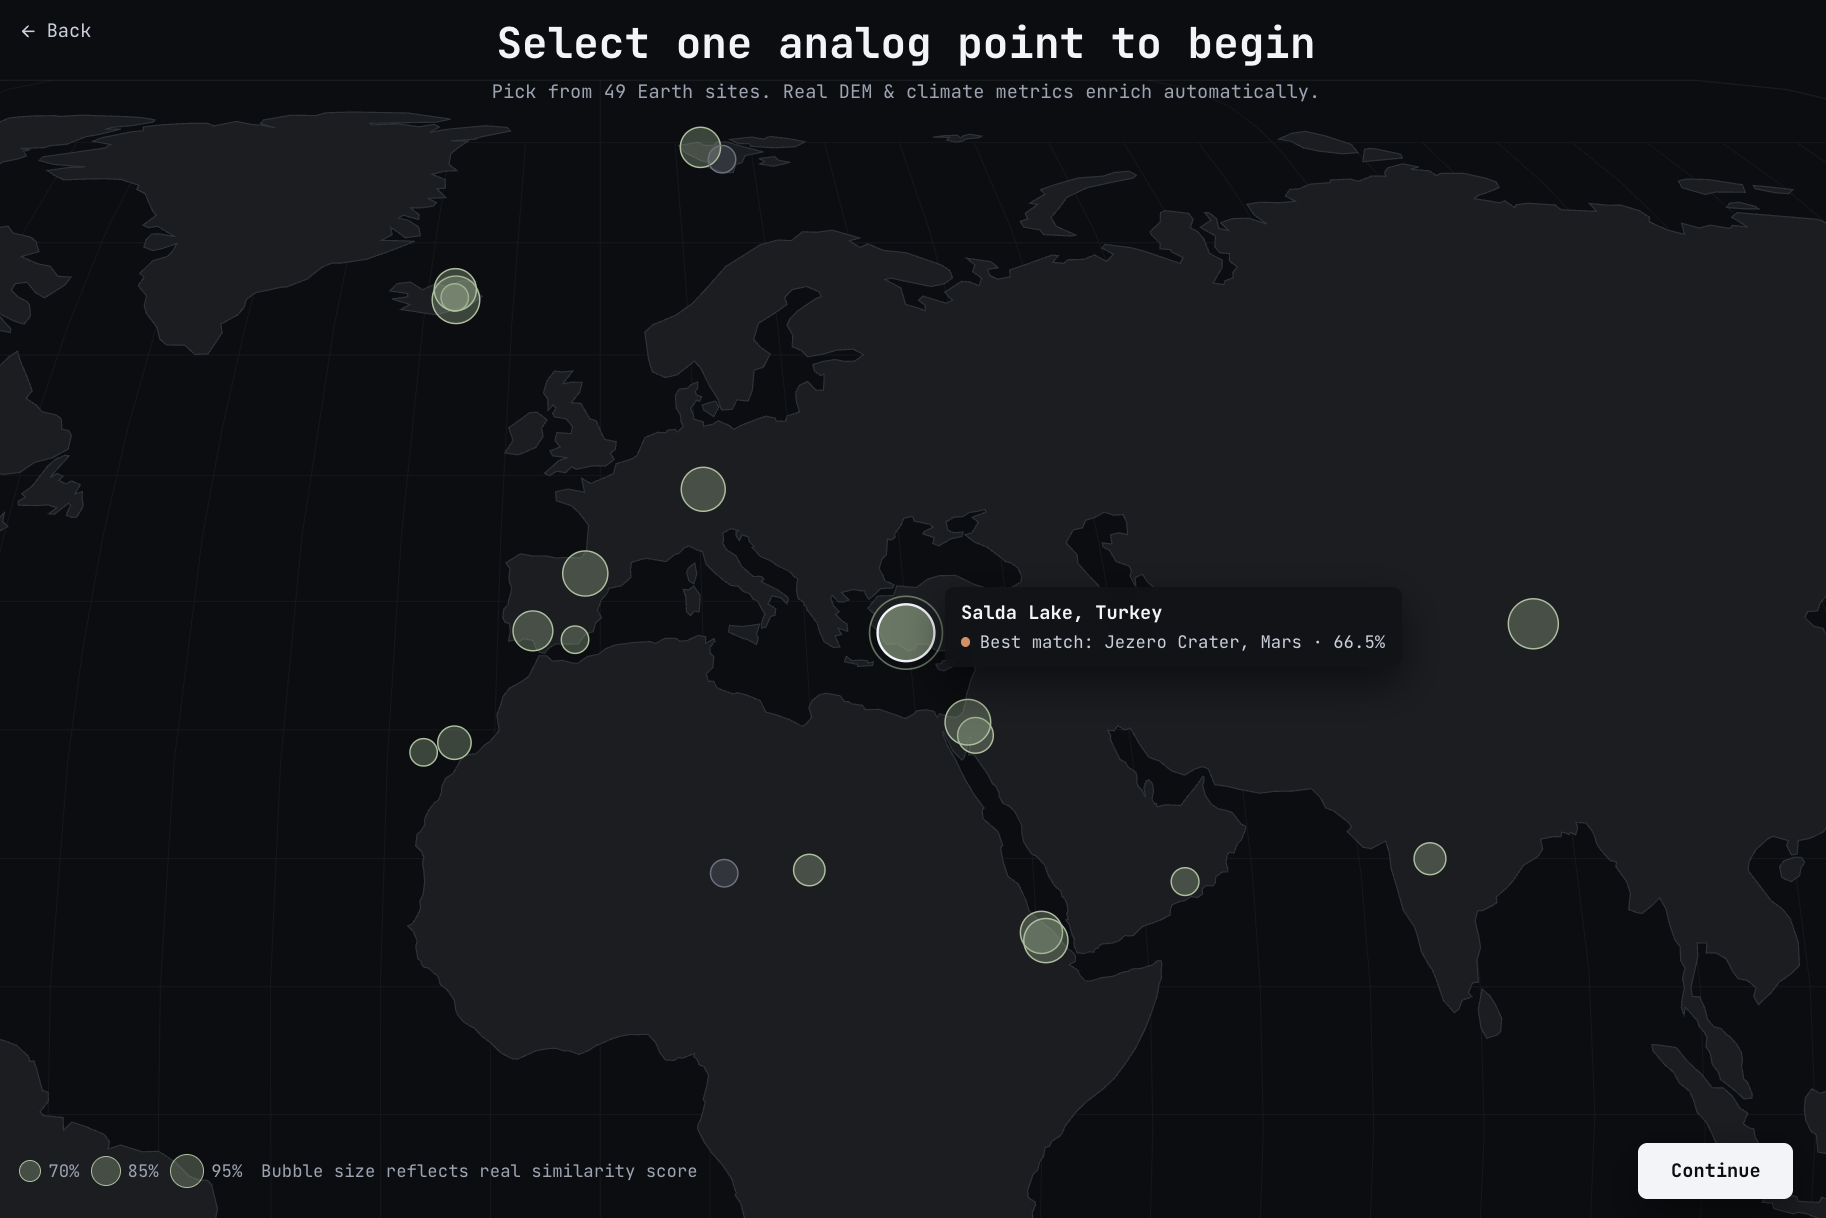 ← Back
Select one analog point to begin
Pick from 49 Earth sites. Real DEM & climate metrics enrich automatically.
Salda Lake, Turkey
Best match: Jezero Crater, Mars · 66.5%
70% 85% 95% Bubble size reflects real similarity score
Continue